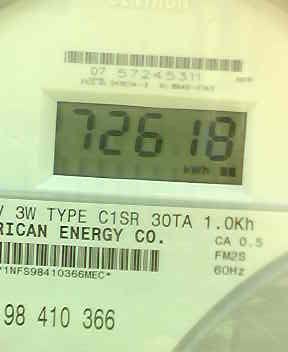 07 57245311
72618
kWh
V 3W TYPE C1SR 30TA 1.0Kh
RICAN ENERGY CO.
CA 0.5
FM2S
60Hz
*1NFS98410366MEC*
98 410 366